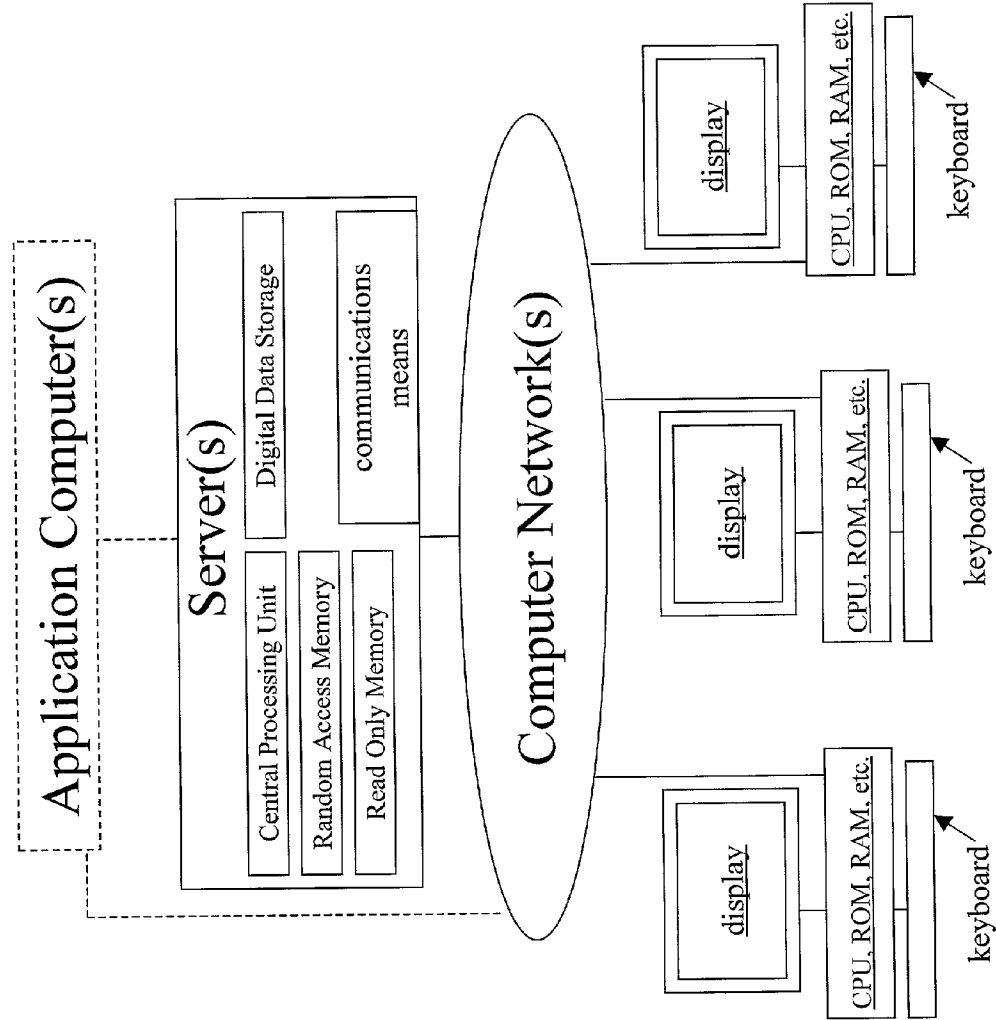 Application Computer(s)
Server(s)
Central Processing Unit
Random Access Memory
Read Only Memory
Digital Data Storage
communications
means
Computer Network(s)
display
CPU, ROM, RAM, etc.
keyboard
display
CPU, ROM, RAM, etc.
keyboard
display
CPU, ROM, RAM, etc.
keyboard